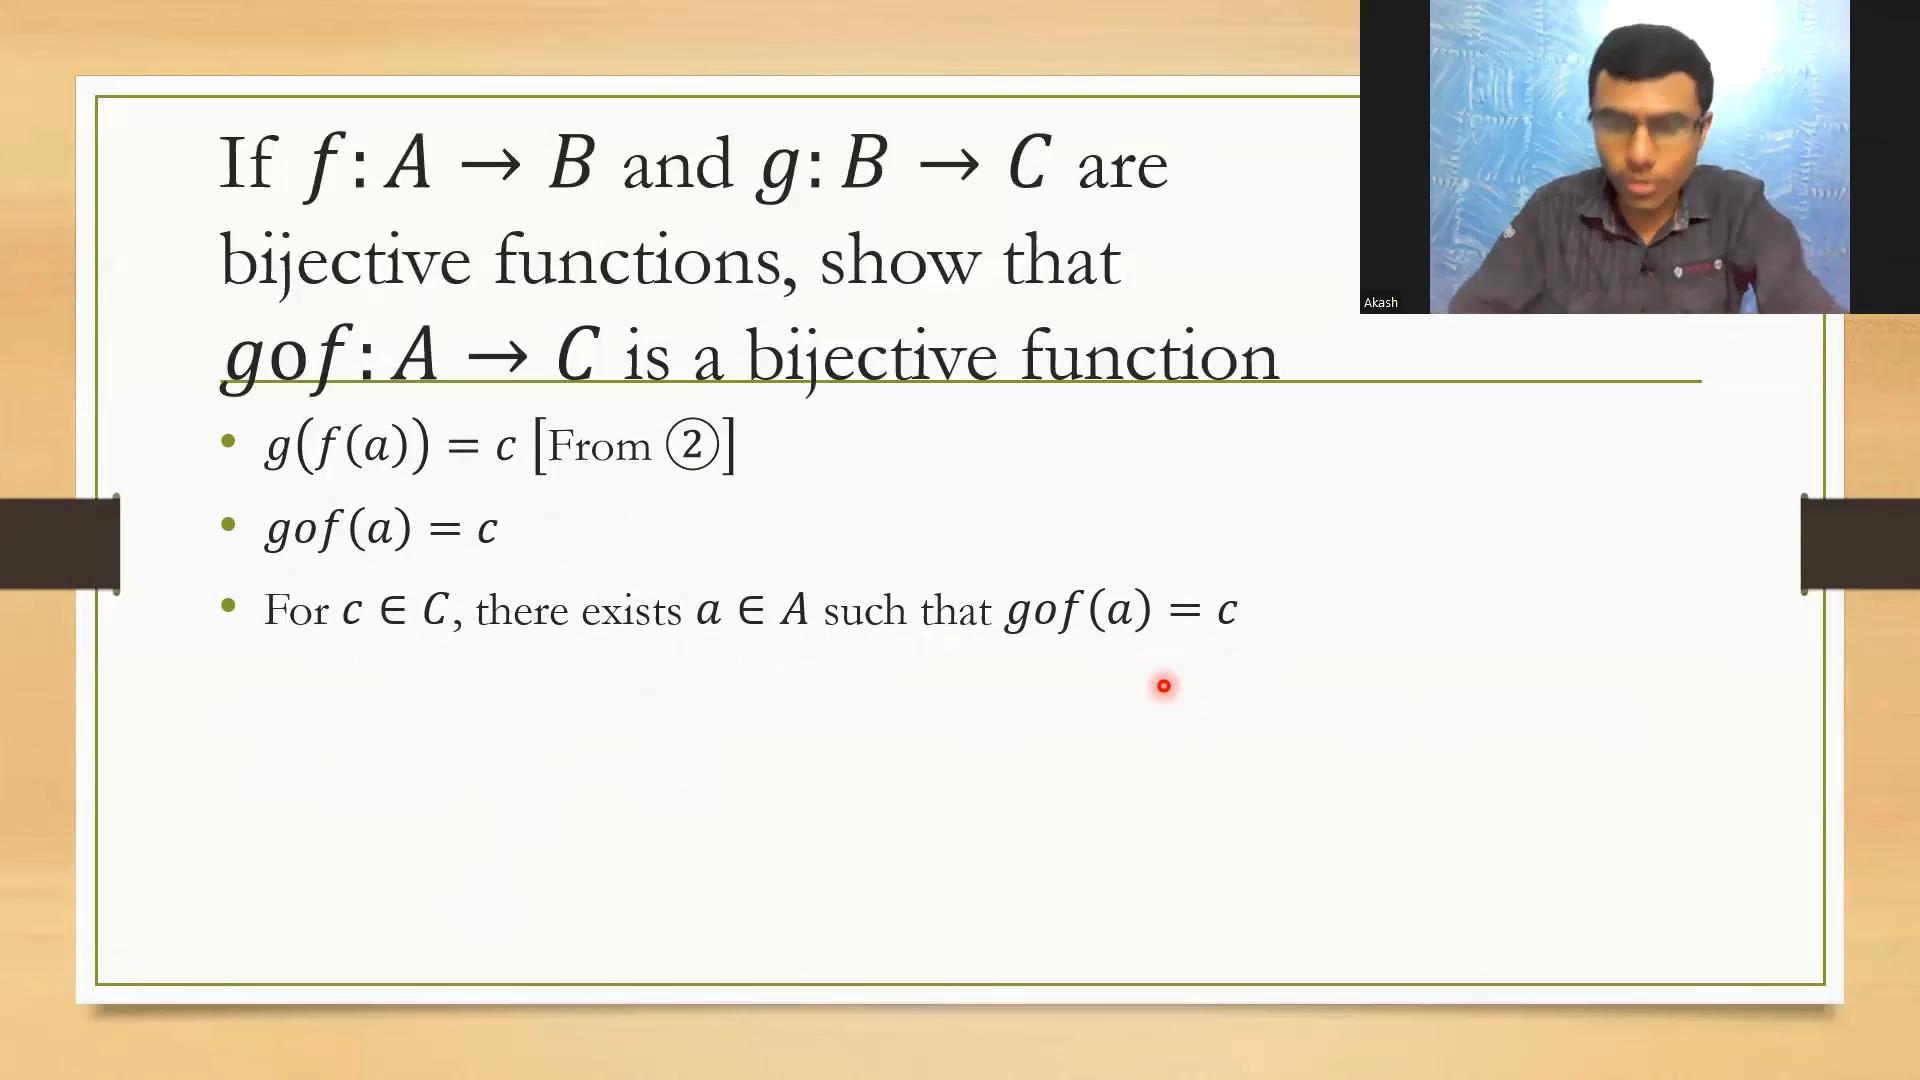 If f : A → B and g : B → C are
bijective functions, show that
gof : A → C is a bijective function
• g(f(a)) = c [From ②]
• gof(a) = c
• For c ∈ C, there exists a ∈ A such that gof(a) = c
Akash